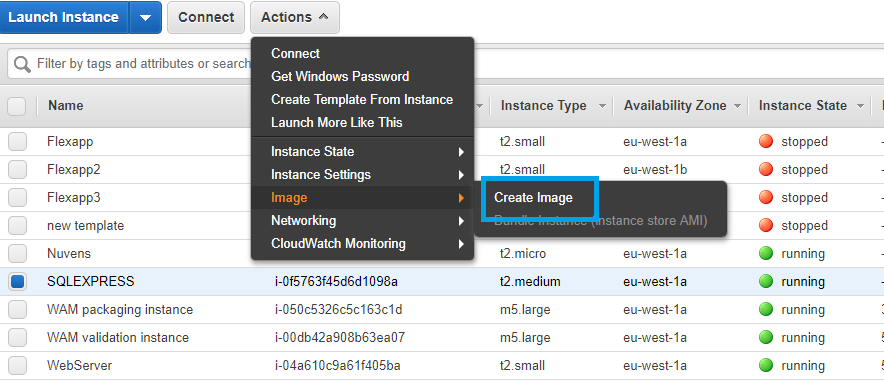 Launch Instance Connect Actions
Connect
Filter by tags and attributes or search
Get Windows Password
Create Template From Instance
Name Instance Type Availability Zone Instance State
Launch More Like This
Flexapp t2.small eu-west-1a stopped
Instance State
Flexapp2 t2.small eu-west-1b stopped
Instance Settings
Flexapp3 Image Create Image stopped
new template Networking Bundle Instance (instance store AMI) stopped
CloudWatch Monitoring
Nuvens t2.micro eu-west-1a running
SQLEXPRESS i-0f5763f45d6d1098a t2.medium eu-west-1a running
WAM packaging instance i-050c5326c5c163c1d m5.large eu-west-1a running
WAM validation instance i-00db42a908b63ea07 m5.large eu-west-1a running
WebServer i-04a610c9a61f405ba t2.small eu-west-1a running